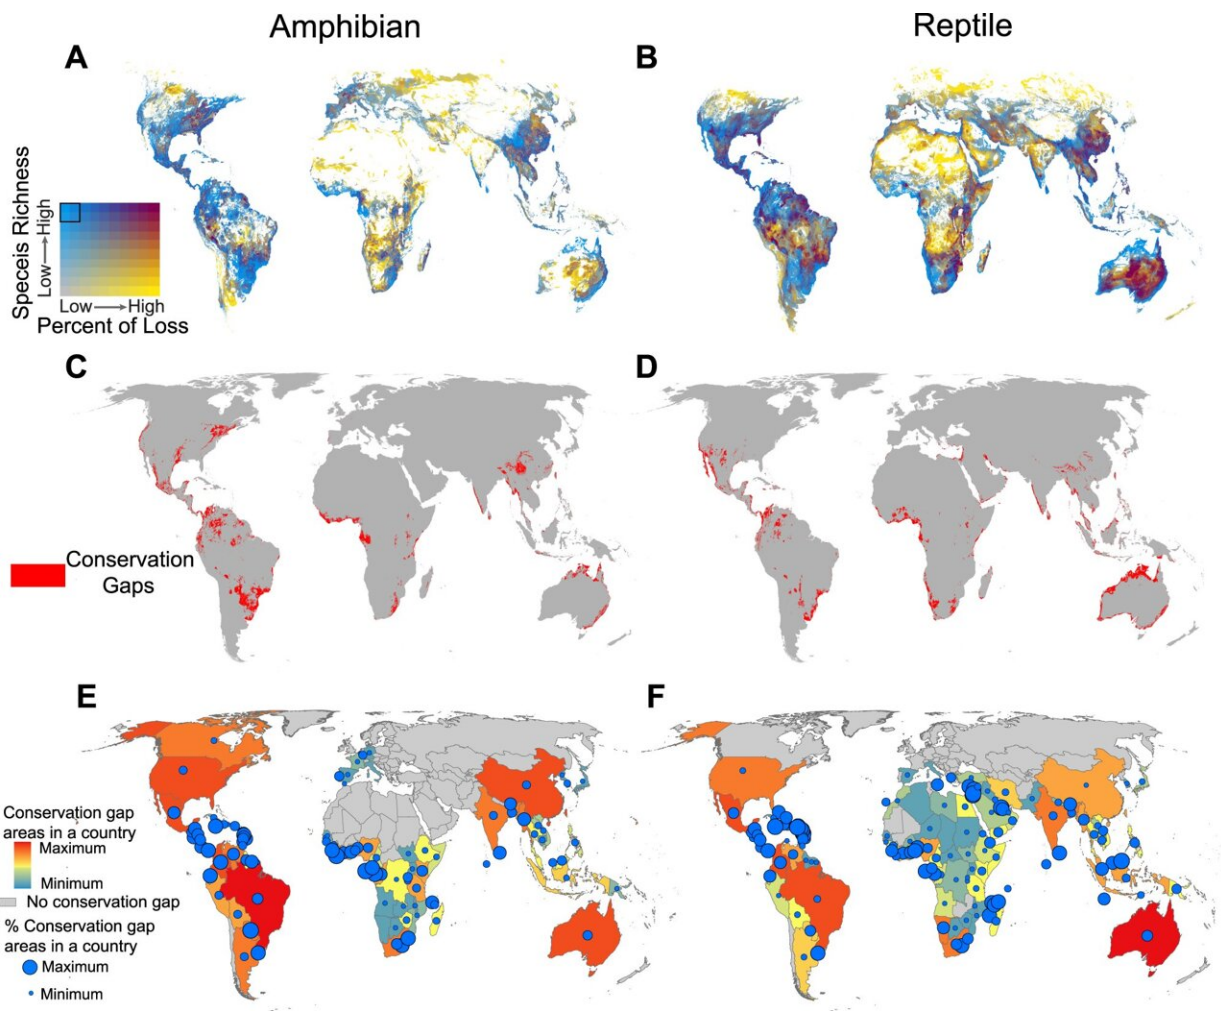 Amphibian
Reptile
A
B
Speceis Richness
Low → High
Low → High
Percent of Loss
C
D
Conservation
Gaps
E
F
Conservation gap
areas in a country
Maximum
Minimum
No conservation gap
% Conservation gap
areas in a country
Maximum
Minimum